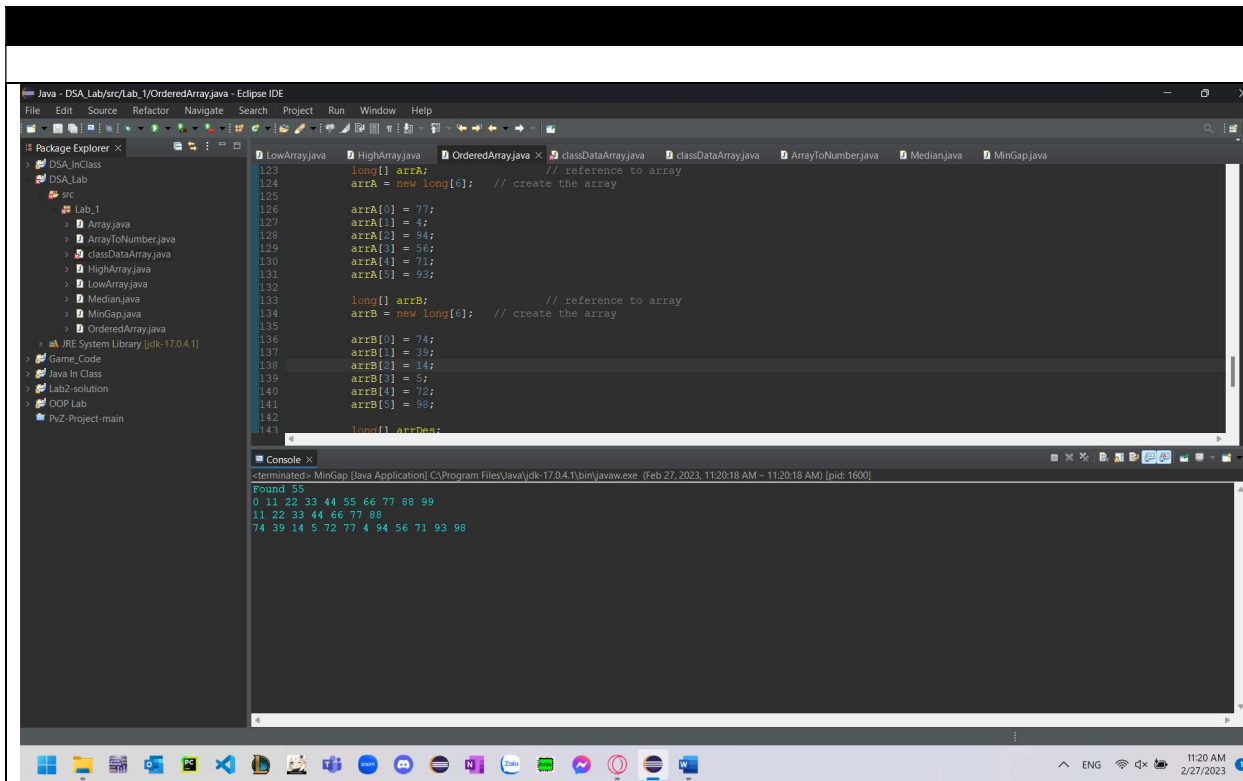 Java - DSA_Lab/src/Lab_1/OrderedArray.java - Eclipse IDE
File Edit Source Refactor Navigate Search Project Run Window Help
Package Explorer
DSA_InClass
DSA_Lab
src
Lab_1
Array.java
ArrayToNumber.java
classDataArray.java
HighArray.java
LowArray.java
Median.java
MinGap.java
OrderedArray.java
JRE System Library [jdk-17.0.4.1]
Game_Code
Java In Class
Lab2-solution
OOP Lab
PvZ-Project-main
LowArray.java HighArray.java OrderedArray.java classDataArray.java classDataArray.java ArrayToNumber.java Median.java MinGap.java
123 long[] arrA; // reference to array
124 arrA = new long[6]; // create the array
125
126 arrA[0] = 77;
127 arrA[1] = 4;
128 arrA[2] = 94;
129 arrA[3] = 56;
130 arrA[4] = 71;
131 arrA[5] = 93;
132
133 long[] arrB; // reference to array
134 arrB = new long[6]; // create the array
135
136 arrB[0] = 74;
137 arrB[1] = 39;
138 arrB[2] = 14;
139 arrB[3] = 5;
140 arrB[4] = 72;
141 arrB[5] = 98;
142
143 long[] arrDes;
Console
<terminated> MinGap [Java Application] C:\Program Files\Java\jdk-17.0.4.1\bin\javaw.exe (Feb 27, 2023, 11:20:18 AM – 11:20:18 AM) [pid: 1600]
Found 55
0 11 22 33 44 55 66 77 88 99
11 22 33 44 66 77 88
74 39 14 5 72 77 4 94 56 71 93 98
zoom
Zalo
ENG
11:20 AM
2/27/2023